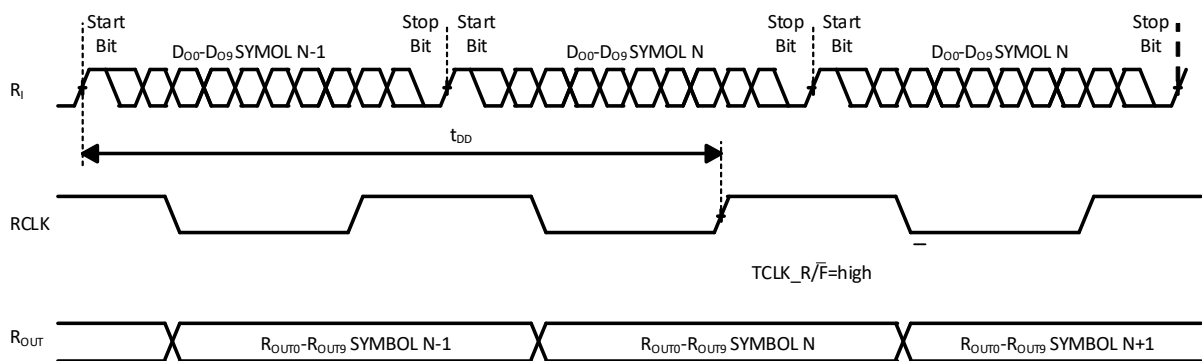 Start Bit
D00-D09 SYMOL N-1
Stop Bit
Start Bit
D00-D09 SYMOL N
Stop Bit
Start Bit
D00-D09 SYMOL N
Stop Bit
RI
tDD
RCLK
TCLK_R/F̅=high
ROUT
ROUT0-ROUT9 SYMBOL N-1
ROUT0-ROUT9 SYMBOL N
ROUT0-ROUT9 SYMBOL N+1